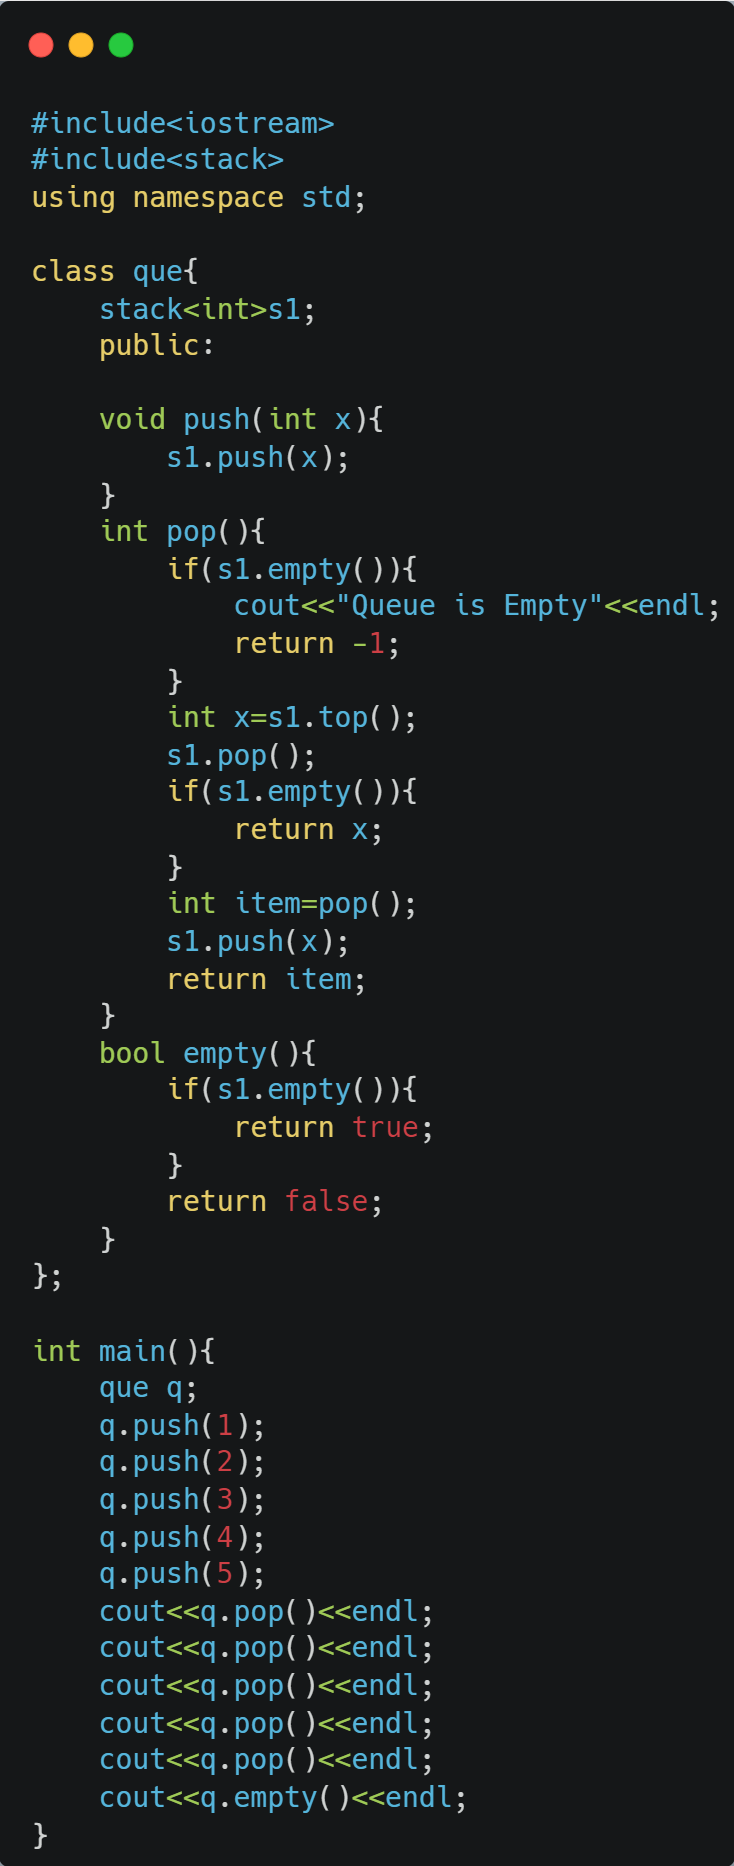 #include<iostream>
#include<stack>
using namespace std;

class que{
    stack<int>s1;
    public:

    void push(int x){
        s1.push(x);
    }
    int pop(){
        if(s1.empty()){
            cout<<"Queue is Empty"<<endl;
            return -1;
        }
        int x=s1.top();
        s1.pop();
        if(s1.empty()){
            return x;
        }
        int item=pop();
        s1.push(x);
        return item;
    }
    bool empty(){
        if(s1.empty()){
            return true;
        }
        return false;
    }
};

int main(){
    que q;
    q.push(1);
    q.push(2);
    q.push(3);
    q.push(4);
    q.push(5);
    cout<<q.pop()<<endl;
    cout<<q.pop()<<endl;
    cout<<q.pop()<<endl;
    cout<<q.pop()<<endl;
    cout<<q.pop()<<endl;
    cout<<q.empty()<<endl;
}